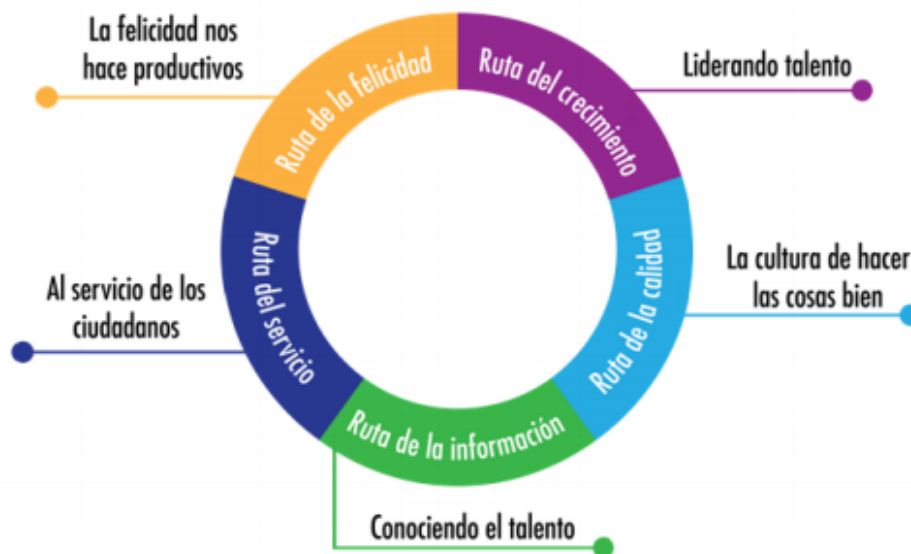 La felicidad nos
hace productivos
Ruta de la felicidad
Ruta del crecimiento
Liderando talento
Al servicio de los
ciudadanos
Ruta del servicio
Ruta de la calidad
La cultura de hacer
las cosas bien
Ruta de la información
Conociendo el talento